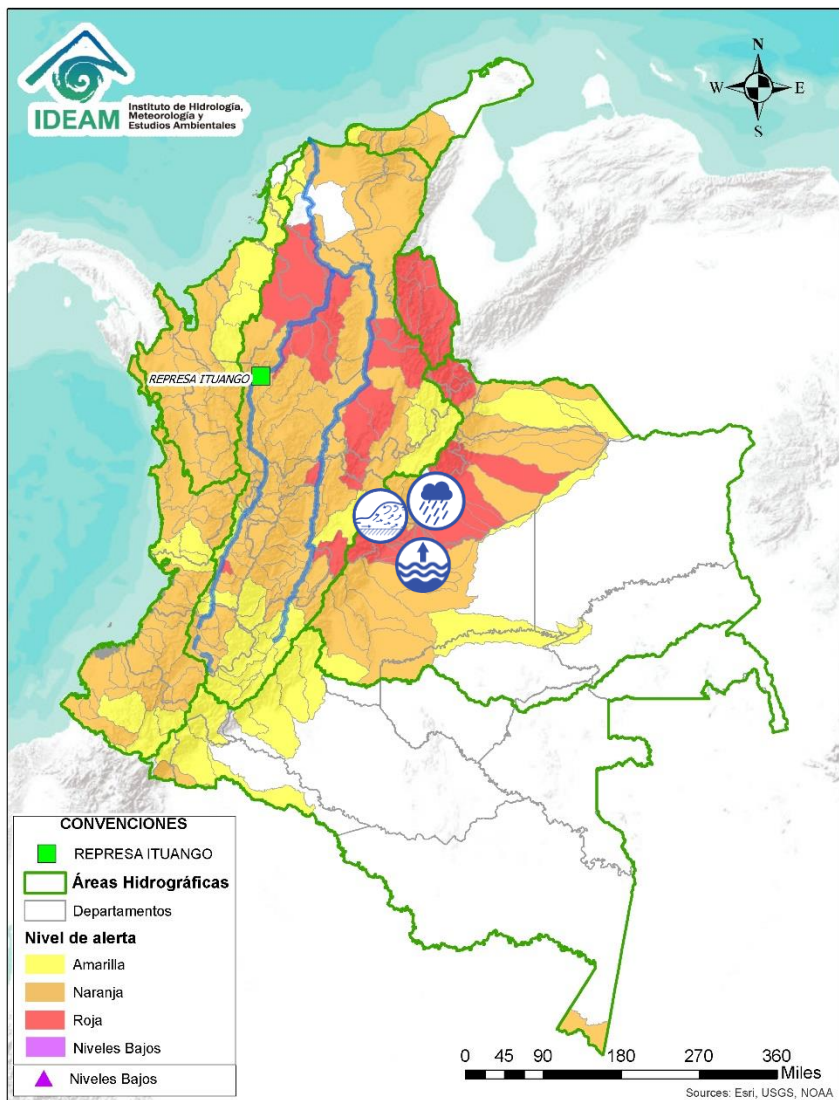 IDEAM
Instituto de Hidrología,
Meteorología y
Estudios Ambientales
N
W
E
S
REPRESA ITUANGO
CONVENCIONES
REPRESA ITUANGO
Áreas Hidrográficas
Departamentos
Nivel de alerta
Amarilla
Naranja
Roja
Niveles Bajos
Niveles Bajos
0 45 90 180 270 360
Miles
Sources: Esri, USGS, NOAA